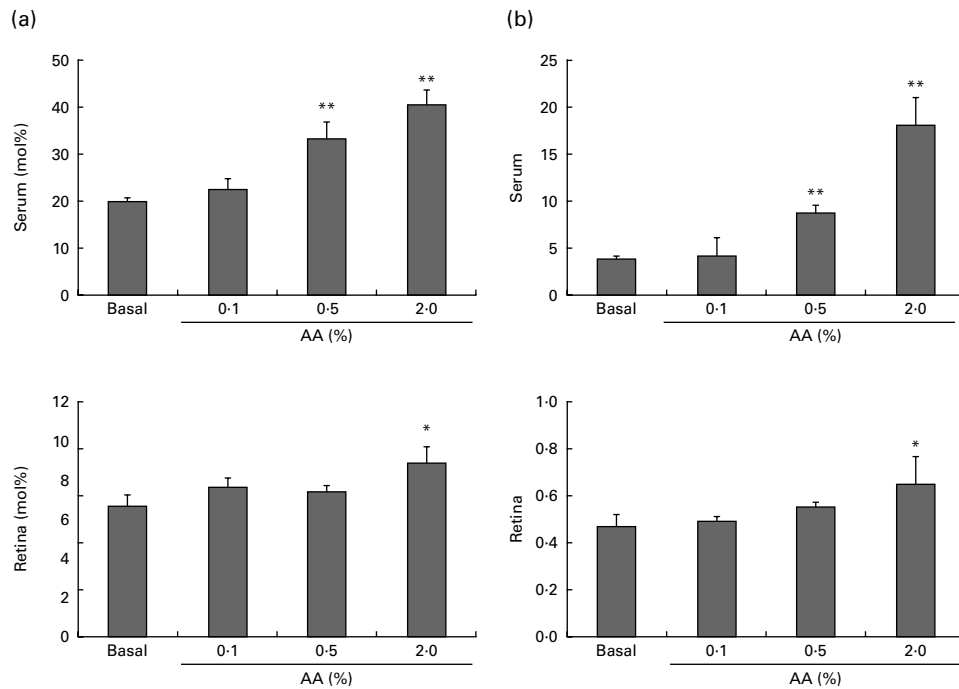 (a)
50
40
30
20
10
0
Serum (mol%)
**
**
Basal 0·1 0·5 2·0
AA (%)
(b)
25
20
15
10
5
0
Serum
**
**
Basal 0·1 0·5 2·0
AA (%)
12
10
8
6
4
2
0
Retina (mol%)
*
Basal 0·1 0·5 2·0
AA (%)
1·0
0·8
0·6
0·4
0·2
0·0
Retina
*
Basal 0·1 0·5 2·0
AA (%)